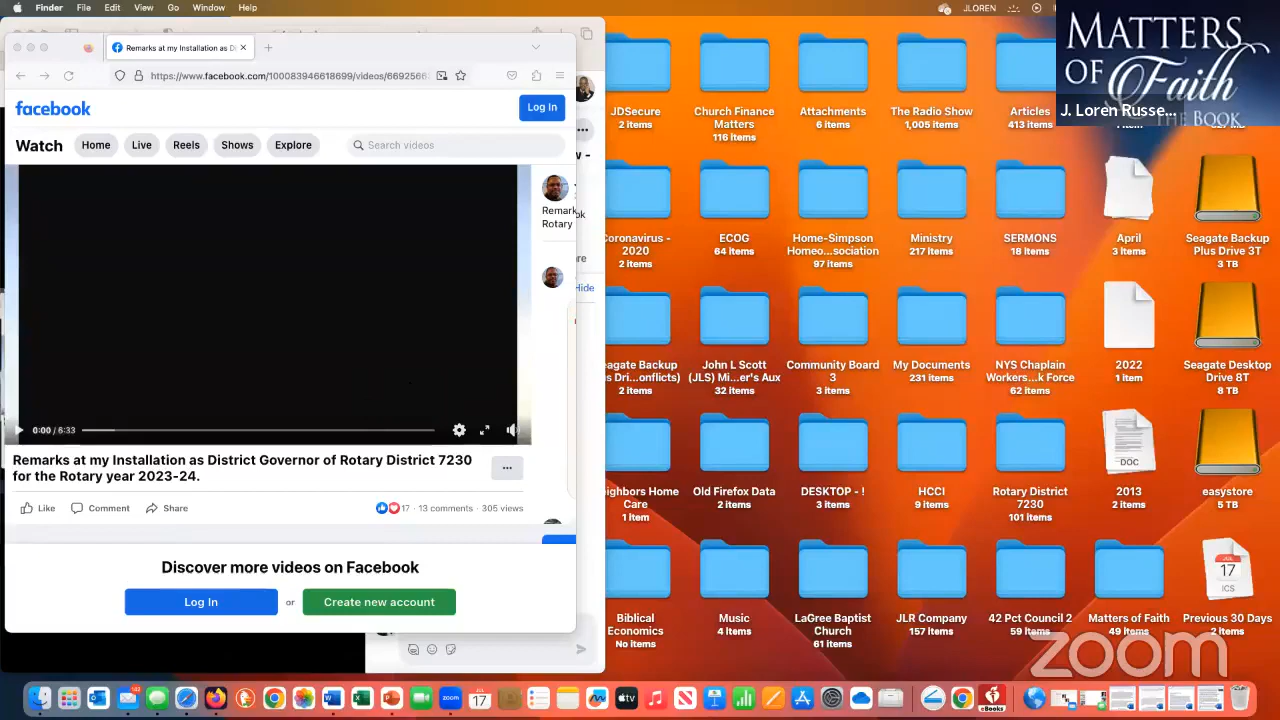 Finder File Edit View Go Window Help
JLOREN
Remarks at my Installation as Di
https://www.facebook.com/100083946618699/videos/6692566
facebook
Log In
Watch Home Live Reels Shows Explore Search videos
0:00 / 6:33
Remark
Rotary
Hide
Remarks at my Installation as District Governor of Rotary District 7230
for the Rotary year 2023-24.
Like Comment Share 17 · 13 comments · 305 views
Discover more videos on Facebook
Log In or Create new account
MATTERS
OF Faith
THE BOOK
J. Loren Russe...
JDSecure
2 items
Church Finance
Matters
116 items
Attachments
6 items
The Radio Show
1,005 items
Articles
413 items
Coronavirus -
2020
2 items
ECOG
64 items
Home-Simpson
Homeo...sociation
97 items
Ministry
217 items
SERMONS
18 items
April
3 items
Seagate Backup
Plus Drive 3T
3 TB
eagate Backup
s Dri...onflicts)
2 items
John L Scott
(JLS) Mi...er's Aux
32 items
Community Board
3
3 items
My Documents
231 items
NYS Chaplain
Workers...k Force
62 items
2022
1 item
Seagate Desktop
Drive 8T
8 TB
ighbors Home
Care
1 item
Old Firefox Data
2 items
DESKTOP - !
3 items
HCCI
9 items
Rotary District
7230
101 items
DOC
2013
2 items
easystore
5 TB
Biblical
Economics
No items
Music
4 items
LaGree Baptist
Church
61 items
JLR Company
157 items
42 Pct Council 2
59 items
Matters of Faith
49 items
JUL
17
ICS
Previous 30 Days
2 items
zoom